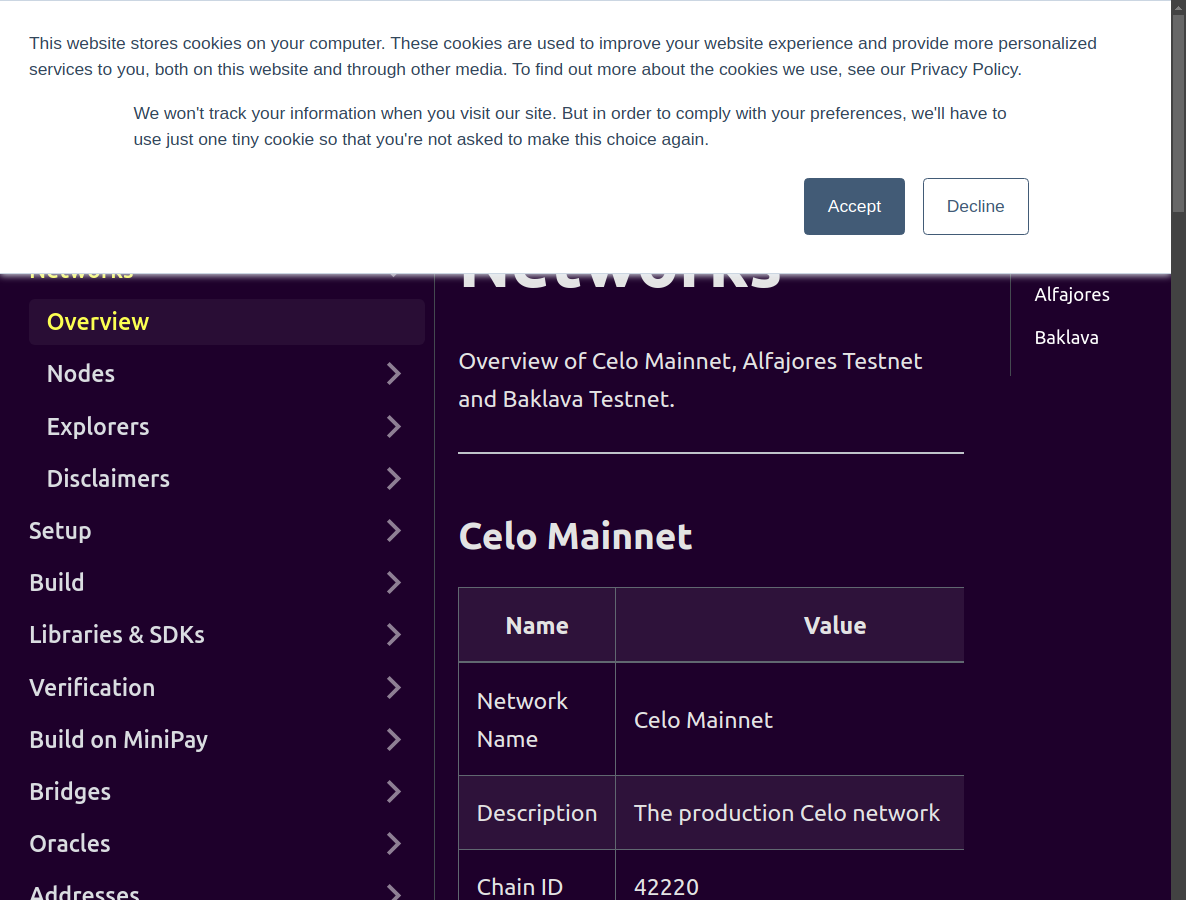 This website stores cookies on your computer. These cookies are used to improve your website experience and provide more personalized
services to you, both on this website and through other media. To find out more about the cookies we use, see our Privacy Policy.
We won't track your information when you visit our site. But in order to comply with your preferences, we'll have to
use just one tiny cookie so that you're not asked to make this choice again.
Accept
Decline
Networks
Overview
Nodes
Explorers
Disclaimers
Setup
Build
Libraries & SDKs
Verification
Build on MiniPay
Bridges
Oracles
Addresses
Networks
Overview of Celo Mainnet, Alfajores Testnet
and Baklava Testnet.
Celo Mainnet
Name Value
Network
Name
Celo Mainnet
Description The production Celo network
Chain ID 42220
Alfajores
Baklava